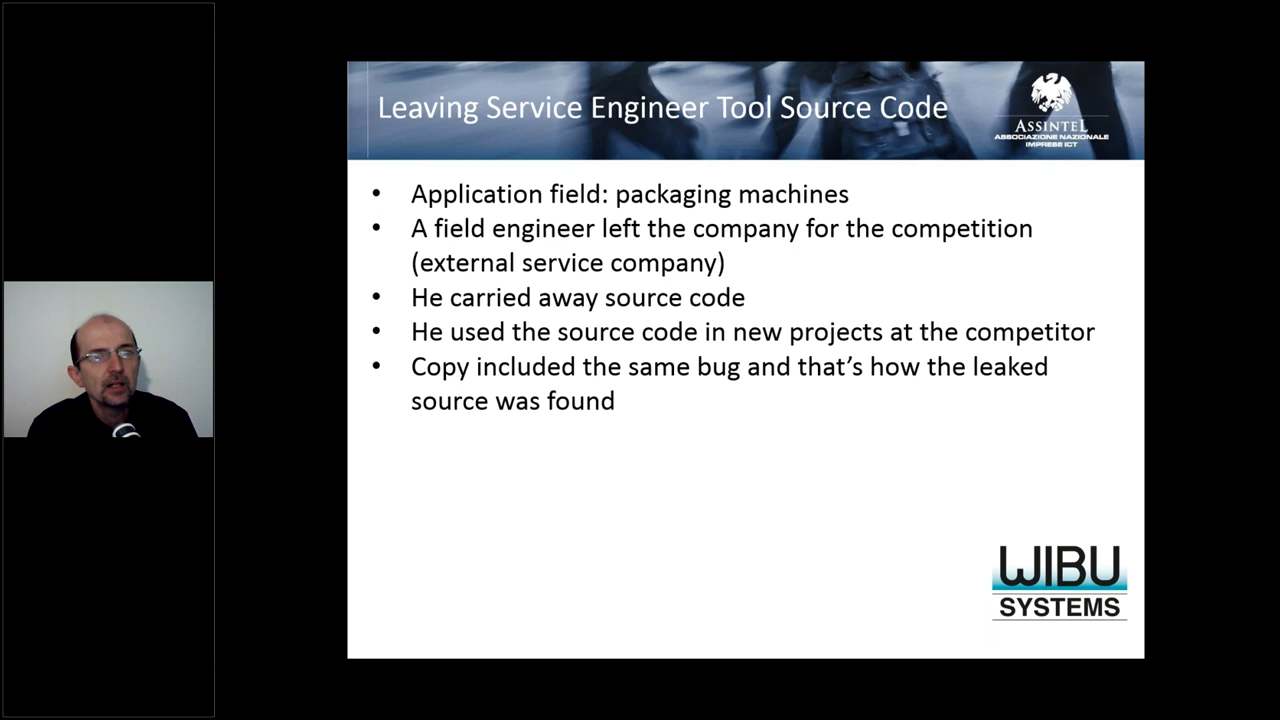 Leaving Service Engineer Tool Source Code
ASSINTEL
ASSOCIAZIONE NAZIONALE
IMPRESE ICT
• Application field: packaging machines
• A field engineer left the company for the competition
(external service company)
• He carried away source code
• He used the source code in new projects at the competitor
• Copy included the same bug and that’s how the leaked
source was found
WIBU
SYSTEMS